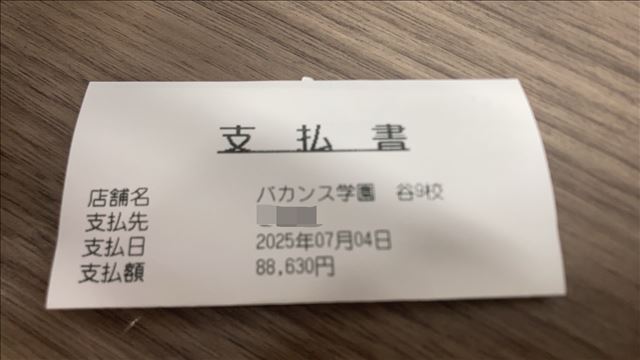 支払書
店舗名 バカンス学園 谷9校
支払先
支払日 2025年07月04日
支払額 88,630円